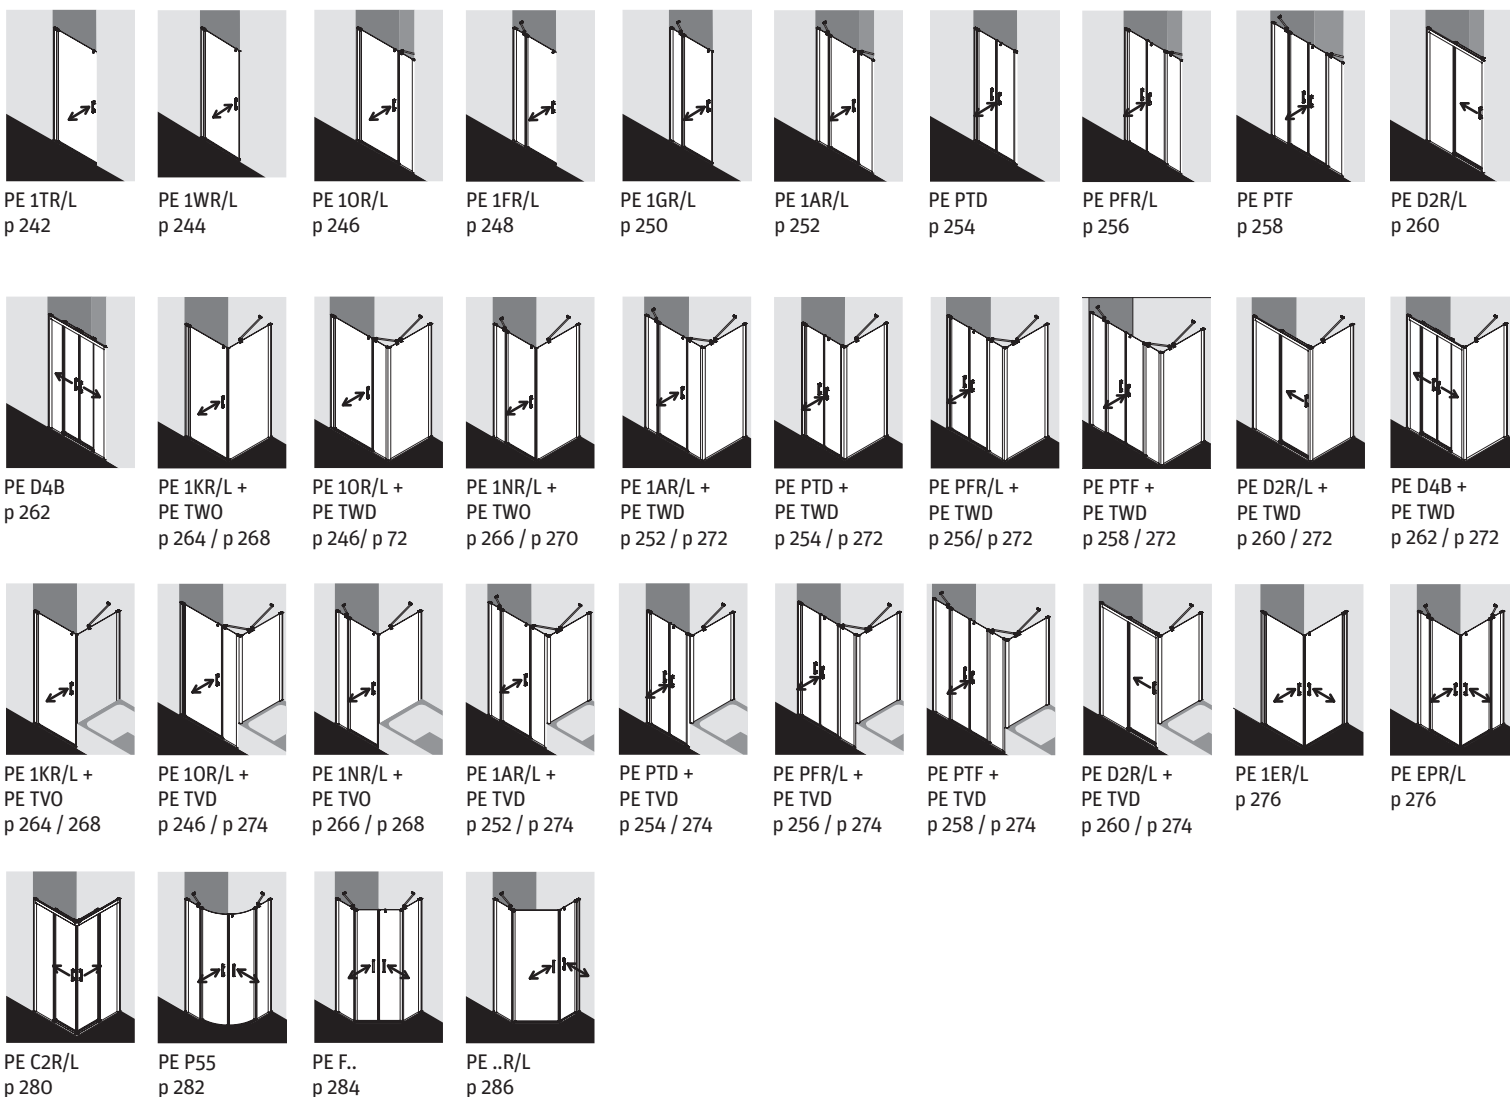 PE 1TR/L
p 242
PE 1WR/L
p 244
PE 1OR/L
p 246
PE 1FR/L
p 248
PE 1GR/L
p 250
PE 1AR/L
p 252
PE PTD
p 254
PE PFR/L
p 256
PE PTF
p 258
PE D2R/L
p 260
PE D4B
p 262
PE 1KR/L +
PE TWO
p 264 / p 268
PE 1OR/L +
PE TWD
p 246/ p 72
PE 1NR/L +
PE TWO
p 266 / p 270
PE 1AR/L +
PE TWD
p 252 / p 272
PE PTD +
PE TWD
p 254 / p 272
PE PFR/L +
PE TWD
p 256/ p 272
PE PTF +
PE TWD
p 258 / 272
PE D2R/L +
PE TWD
p 260 / 272
PE D4B +
PE TWD
p 262 / p 272
PE 1KR/L +
PE TVO
p 264 / 268
PE 1OR/L +
PE TVD
p 246 / p 274
PE 1NR/L +
PE TVO
p 266 / p 268
PE 1AR/L +
PE TVD
p 252 / p 274
PE PTD +
PE TVD
p 254 / 274
PE PFR/L +
PE TVD
p 256 / p 274
PE PTF +
PE TVD
p 258 / p 274
PE D2R/L +
PE TVD
p 260 / p 274
PE 1ER/L
p 276
PE EPR/L
p 276
PE C2R/L
p 280
PE P55
p 282
PE F..
p 284
PE ..R/L
p 286